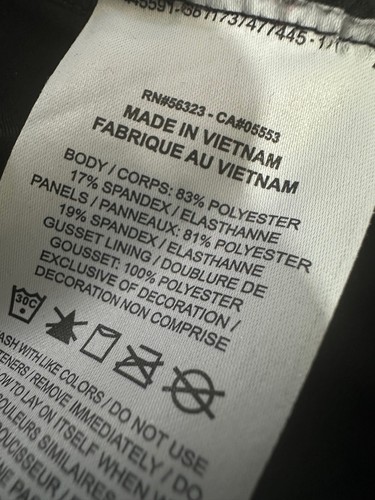 RN#56323 - CA#05553
MADE IN VIETNAM
FABRIQUE AU VIETNAM
BODY / CORPS: 83% POLYESTER
17% SPANDEX / ELASTHANNE
PANELS / PANNEAUX: 81% POLYESTER
19% SPANDEX / ELASTHANNE
GUSSET LINING / DOUBLURE DE
GOUSSET: 100% POLYESTER
EXCLUSIVE OF DECORATION /
DECORATION NON COMPRISE
30C
WITH LIKE COLORS / DO NOT USE
REMOVE IMMEDIATELY / DO
TO LAY ON ITSELF WHEN
SIMILAIRES